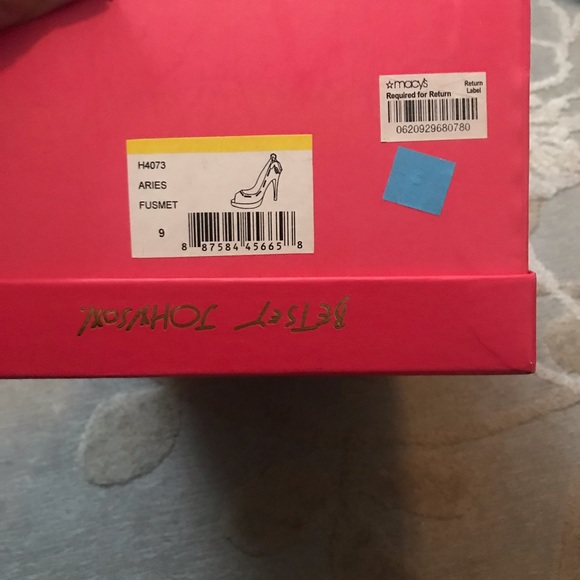 ☆macy's Return
Required for Return Label
0620929680780
H4073
ARIES
FUSMET
9
8 87584 45665 8
BETSEY JOHNSON